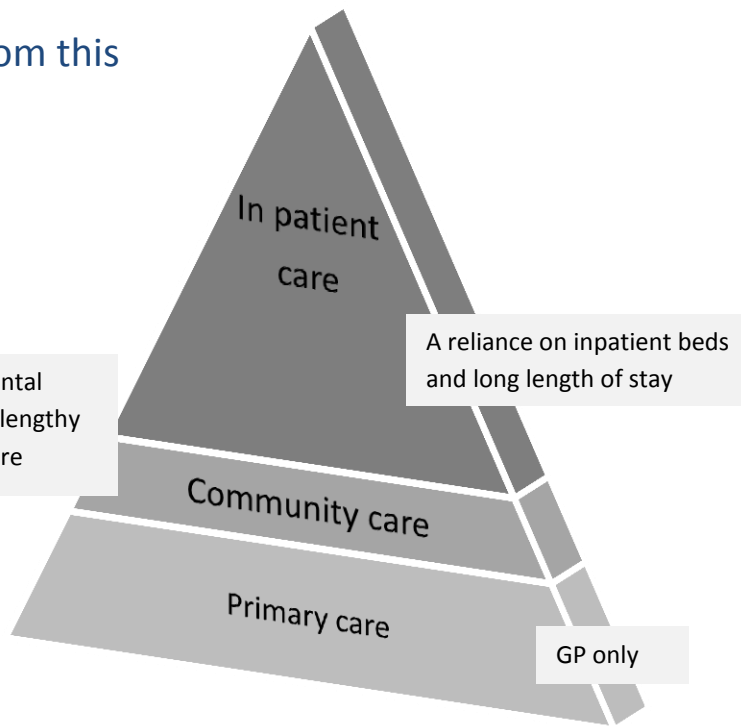 om this
In patient
care
A reliance on inpatient beds
and long length of stay
ntal
lengthy
re
Community care
Primary care
GP only